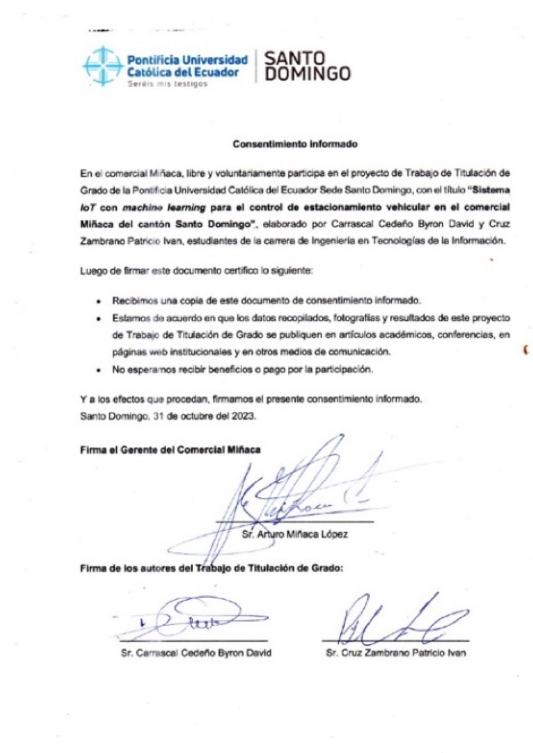 Pontificia Universidad
Católica del Ecuador
Seréis mis testigos
SANTO
DOMINGO
Consentimiento Informado
En el comercial Miñaca, libre y voluntariamente participa en el proyecto de Trabajo de Titulación de
Grado de la Pontificia Universidad Católica del Ecuador Sede Santo Domingo, con el título "Sistema
IoT con machine learning para el control de estacionamiento vehicular en el comercial
Miñaca del cantón Santo Domingo", elaborado por Carrascal Cedeño Byron David y Cruz
Zambrano Patricio Ivan, estudiantes de la carrera de Ingeniería en Tecnologías de la Información.
Luego de firmar este documento certifico lo siguiente:
• Recibimos una copia de este documento de consentimiento informado.
• Estamos de acuerdo en que los datos recopilados, fotografías y resultados de este proyecto
de Trabajo de Titulación de Grado se publiquen en artículos académicos, conferencias, en
páginas web institucionales y en otros medios de comunicación.
• No esperamos recibir beneficios o pago por la participación.
Y a los efectos que procedan, firmamos el presente consentimiento informado.
Santo Domingo, 31 de octubre del 2023.
Firma el Gerente del Comercial Miñaca
Sr. Arturo Miñaca López
Firma de los autores del Trabajo de Titulación de Grado:
Sr. Carrascal Cedeño Byron David
Sr. Cruz Zambrano Patricio Ivan